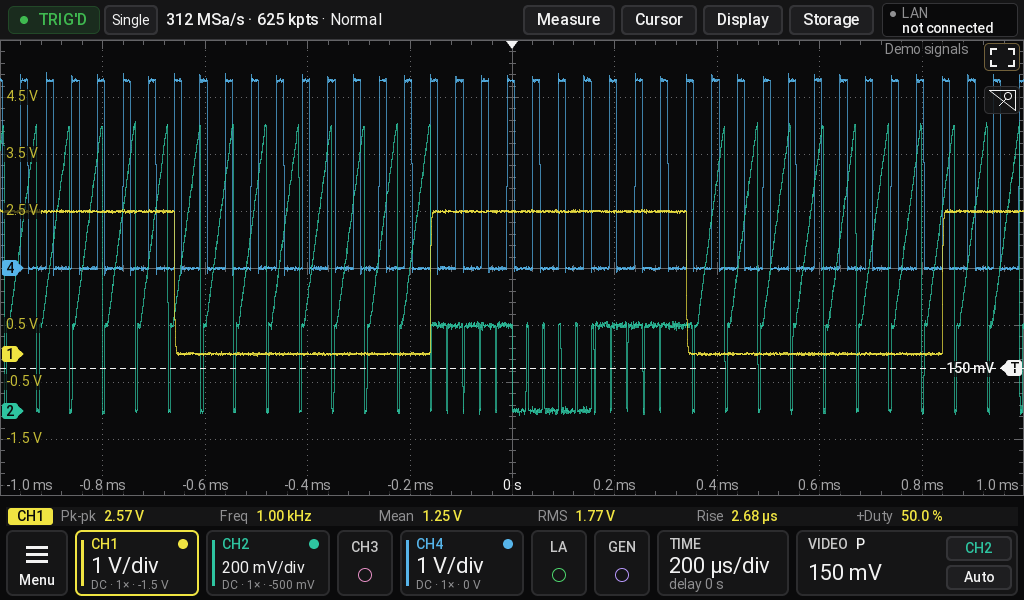 TRIG'D
Single
312 MSa/s · 625 kpts · Normal
Measure
Cursor
Display
Storage
LAN
not connected
Demo signals
4.5 V
3.5 V
2.5 V
4
0.5 V
1
150 mV
T
-0.5 V
2
-1.5 V
-1.0 ms
-0.8 ms
-0.6 ms
-0.4 ms
-0.2 ms
0 s
0.2 ms
0.4 ms
0.6 ms
0.8 ms
1.0 ms
CH1 Pk-pk 2.57 V Freq 1.00 kHz Mean 1.25 V RMS 1.77 V Rise 2.68 µs +Duty 50.0 %
Menu
CH1
1 V/div
DC · 1× · -1.5 V
CH2
200 mV/div
DC · 1× · -500 mV
CH3
CH4
1 V/div
DC · 1× · 0 V
LA
GEN
TIME
200 µs/div
delay 0 s
VIDEO P
150 mV
CH2
Auto